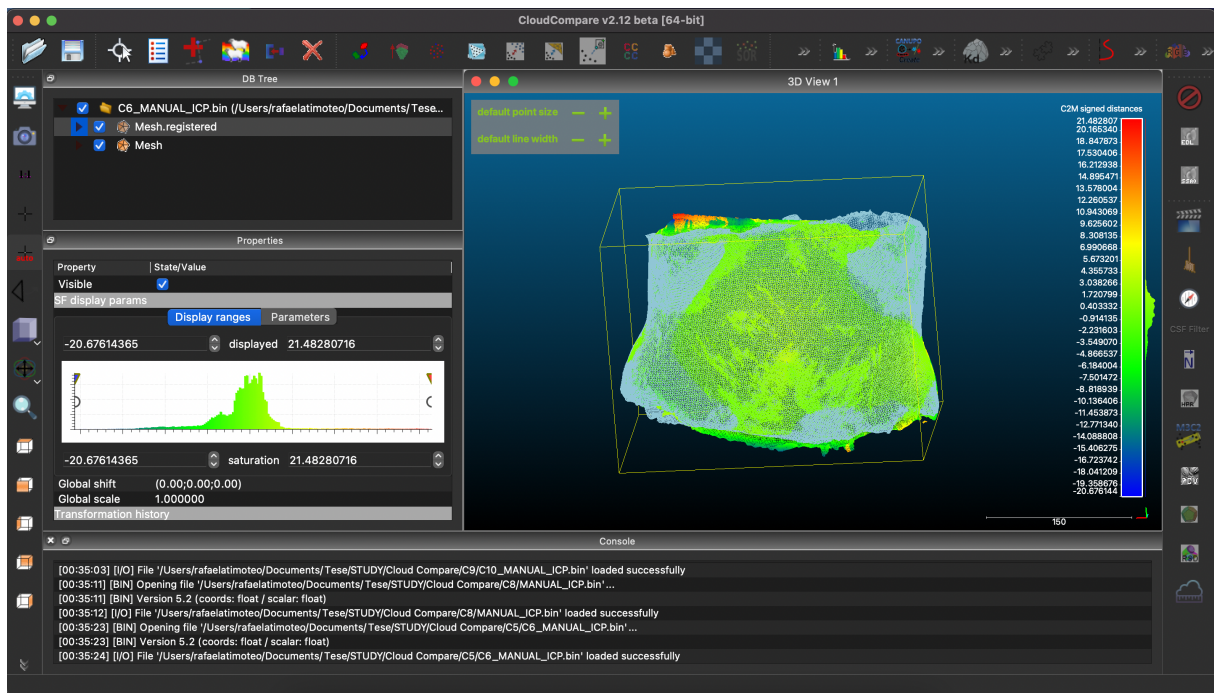 CloudCompare v2.12 beta [64-bit]
DB Tree
C6_MANUAL_ICP.bin (/Users/rafaelatimoteo/Documents/Tese...
Mesh.registered
Mesh
Properties
Property State/Value
Visible
SF display params
Display ranges Parameters
-20.67614365 displayed 21.48280716
-20.67614365 saturation 21.48280716
Global shift (0.00;0.00;0.00)
Global scale 1.000000
Transformation history
3D View 1
default point size
default line width
C2M signed distances
21.482807
20.165340
18.847873
17.530406
16.212938
14.895471
13.578004
12.260537
10.943069
9.625602
8.308135
6.990668
5.673201
4.355733
3.038266
1.720799
0.403332
-0.914135
-2.231603
-3.549070
-4.866537
-6.184004
-7.501472
-8.818939
-10.136406
-11.453873
-12.771340
-14.088808
-15.406275
-16.723742
-18.041209
-19.358676
-20.676144
150
EDL
SSAO
CSF Filter
N
HPR
M3C2
PCV
Console
[00:35:03] [I/O] File '/Users/rafaelatimoteo/Documents/Tese/STUDY/Cloud Compare/C9/C10_MANUAL_ICP.bin' loaded successfully
[00:35:11] [BIN] Opening file '/Users/rafaelatimoteo/Documents/Tese/STUDY/Cloud Compare/C8/MANUAL_ICP.bin'...
[00:35:11] [BIN] Version 5.2 (coords: float / scalar: float)
[00:35:12] [I/O] File '/Users/rafaelatimoteo/Documents/Tese/STUDY/Cloud Compare/C8/MANUAL_ICP.bin' loaded successfully
[00:35:23] [BIN] Opening file '/Users/rafaelatimoteo/Documents/Tese/STUDY/Cloud Compare/C5/C6_MANUAL_ICP.bin'...
[00:35:23] [BIN] Version 5.2 (coords: float / scalar: float)
[00:35:24] [I/O] File '/Users/rafaelatimoteo/Documents/Tese/STUDY/Cloud Compare/C5/C6_MANUAL_ICP.bin' loaded successfully